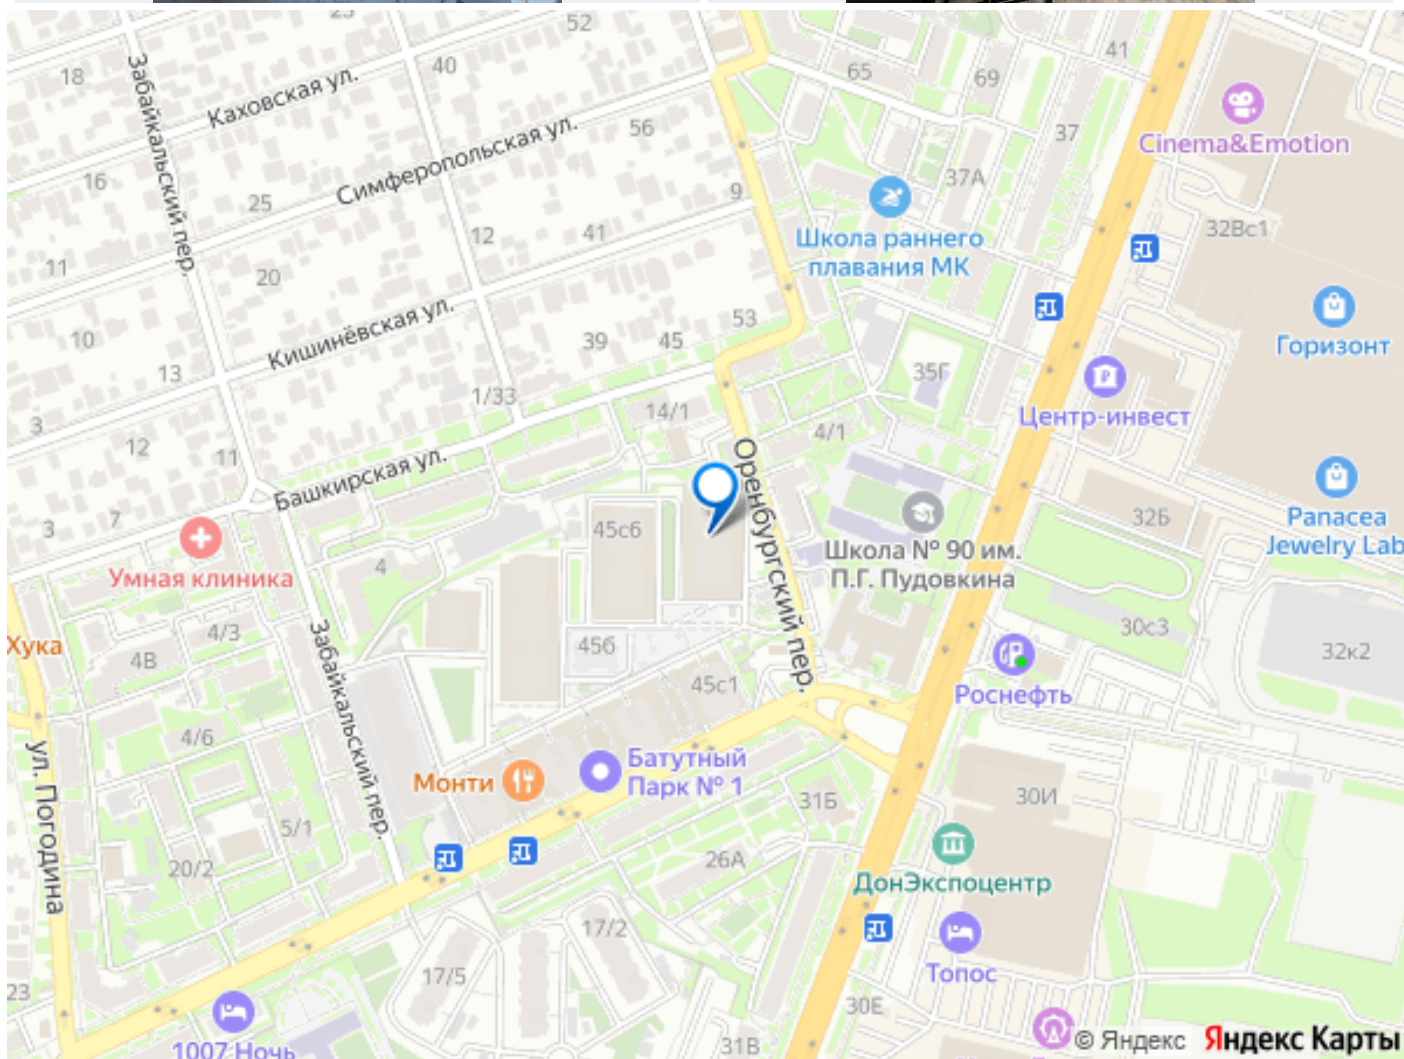 23
52
41
18
40
65
69
Забайкальский пер.
Каховская ул.
37
Cinema&Emotion
56
Симферопольская ул.
16
25
9
37А
12
41
32Вс1
Школа раннего
плавания МК
11
20
10
Кишинёвская ул.
53
39
45
Горизонт
13
1/33
35Г
14/1
Центр-инвест
3
12
11
4/1
Башкирская ул.
Оренбургский пер.
3
7
45с6
32Б
Panacea
Jewelry Lab
Школа № 90 им.
П.Г. Пудовкина
Умная клиника
4
4/3
30с3
Хука
4В
45б
32к2
Забайкальский пер.
45с1
Роснефть
4/6
ул. Погодина
Монти
Батутный
Парк № 1
31Б
30И
5/1
20/2
26А
ДонЭкспоцентр
17/2
17/5
Топос
23
30Е
1007 Ночь
31В
© Яндекс Яндекс Карты